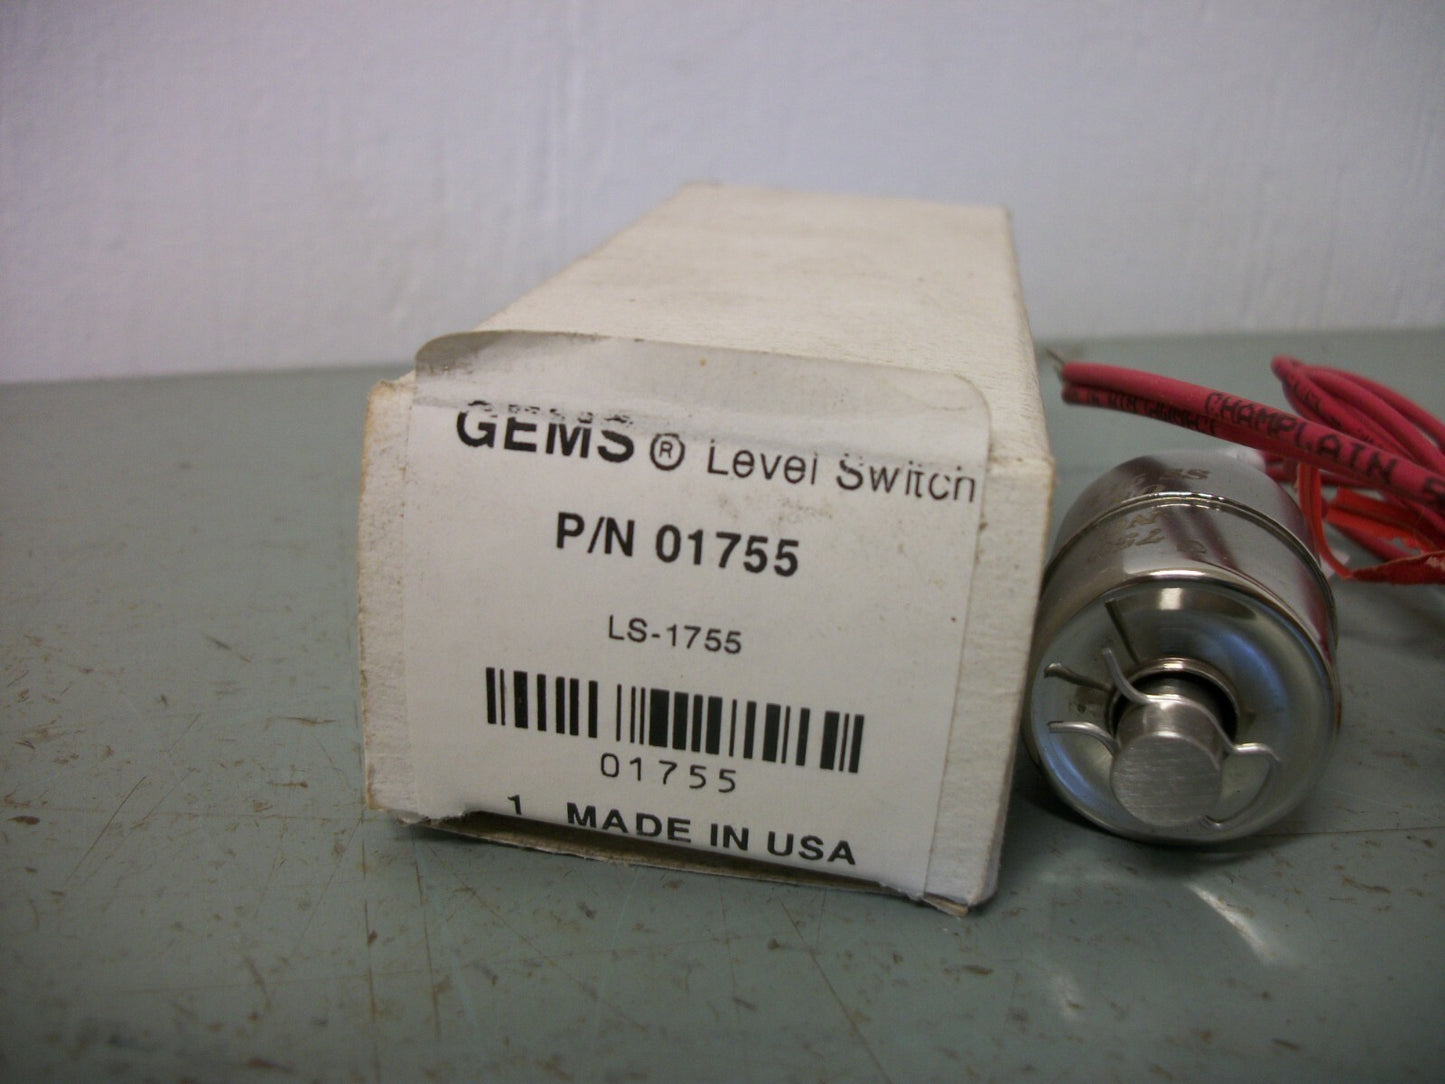 GEMS® Level Switch
P/N 01755
LS-1755
01755
1 MADE IN USA
CHAMPLAIN